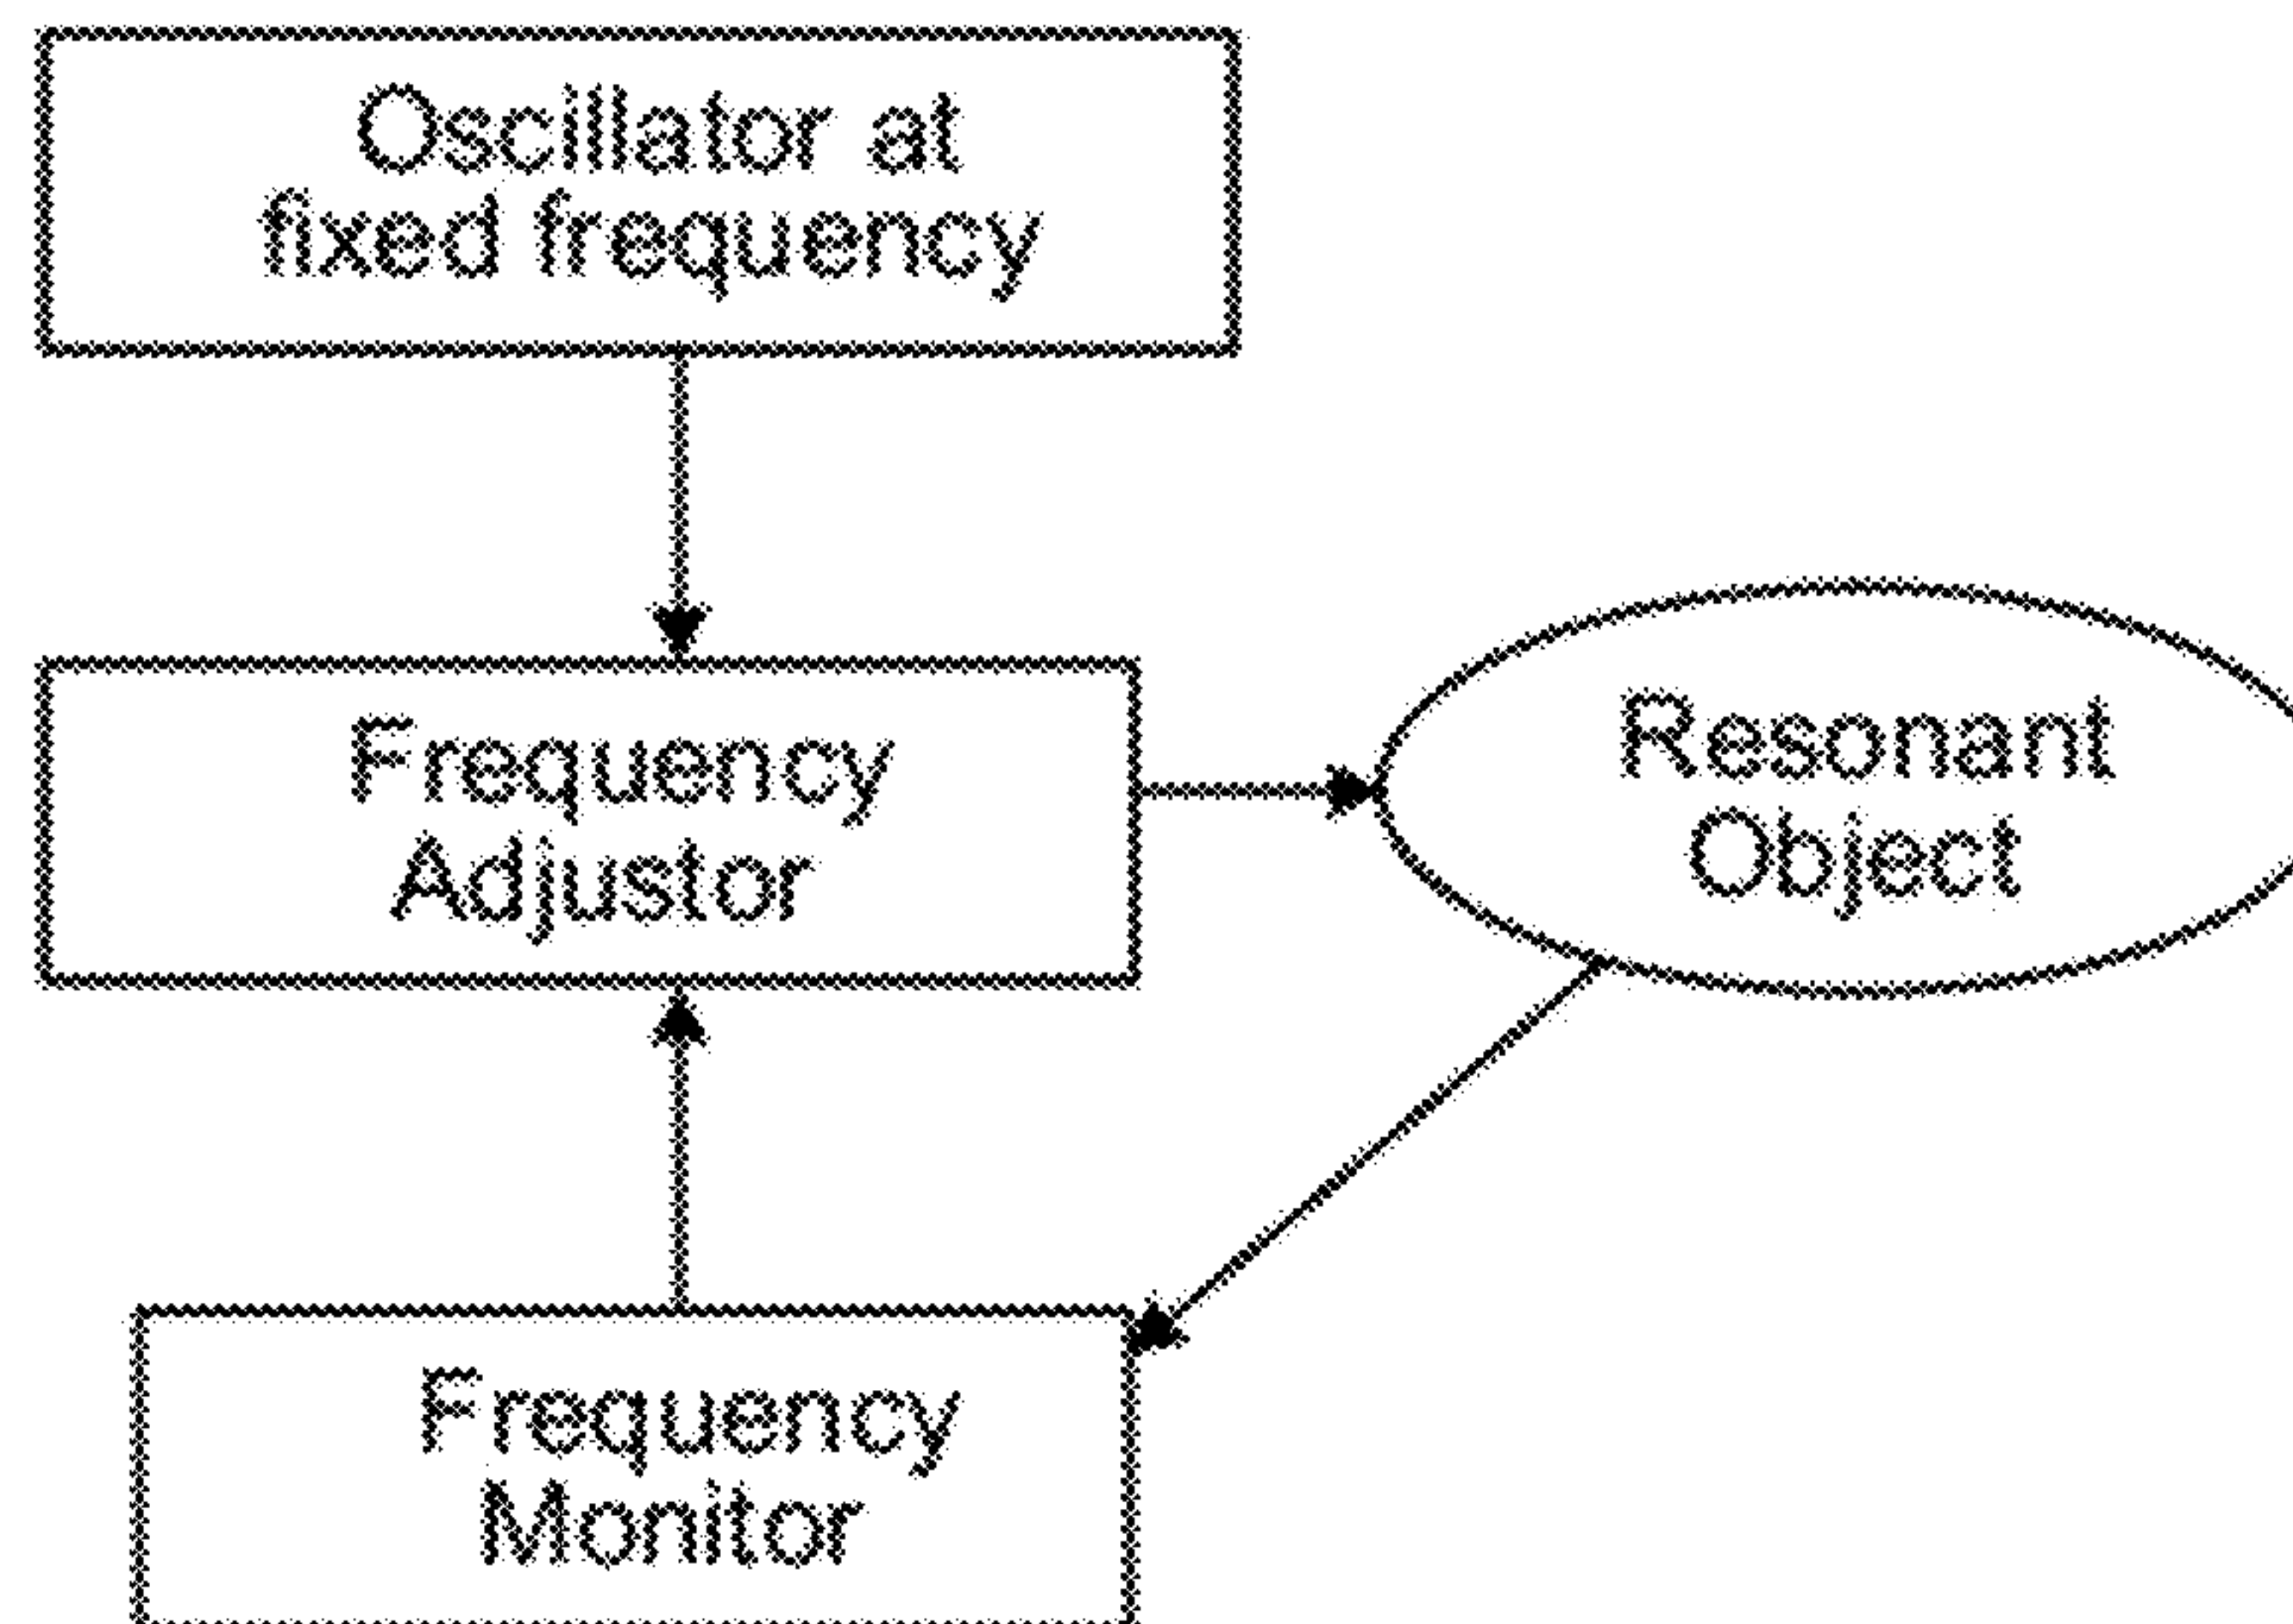 Oscillator at
fixed frequency
Frequency
Adjustor
Resonant
Object
Frequency
Monitor